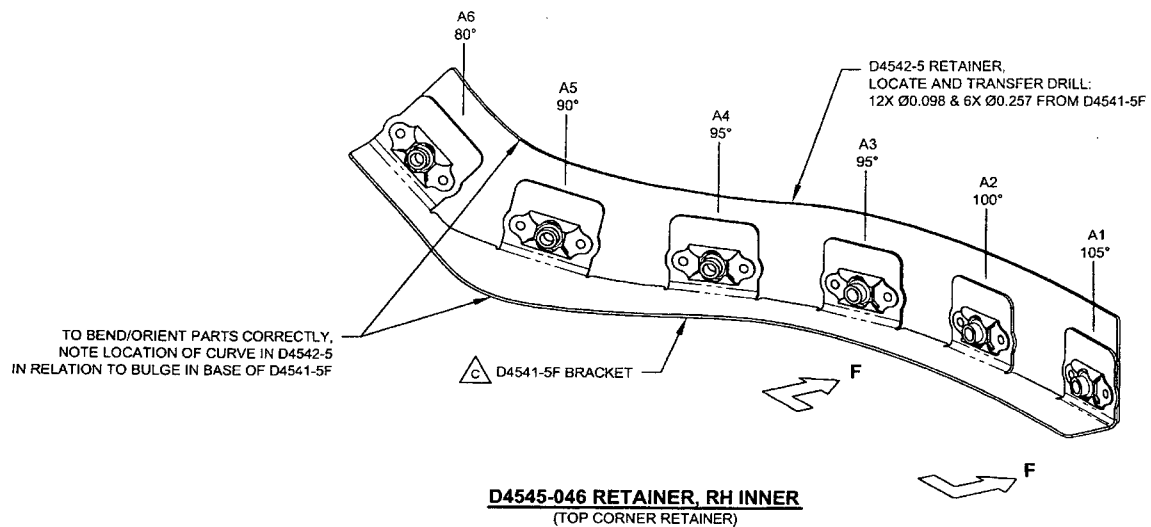 A6
80°
A5
90°
A4
95°
A3
95°
A2
100°
A1
105°
D4542-5 RETAINER,
LOCATE AND TRANSFER DRILL:
12X Ø0.098 & 6X Ø0.257 FROM D4541-5F
TO BEND/ORIENT PARTS CORRECTLY,
NOTE LOCATION OF CURVE IN D4542-5
IN RELATION TO BULGE IN BASE OF D4541-5F
C D4541-5F BRACKET
F
F
D4545-046 RETAINER, RH INNER
(TOP CORNER RETAINER)